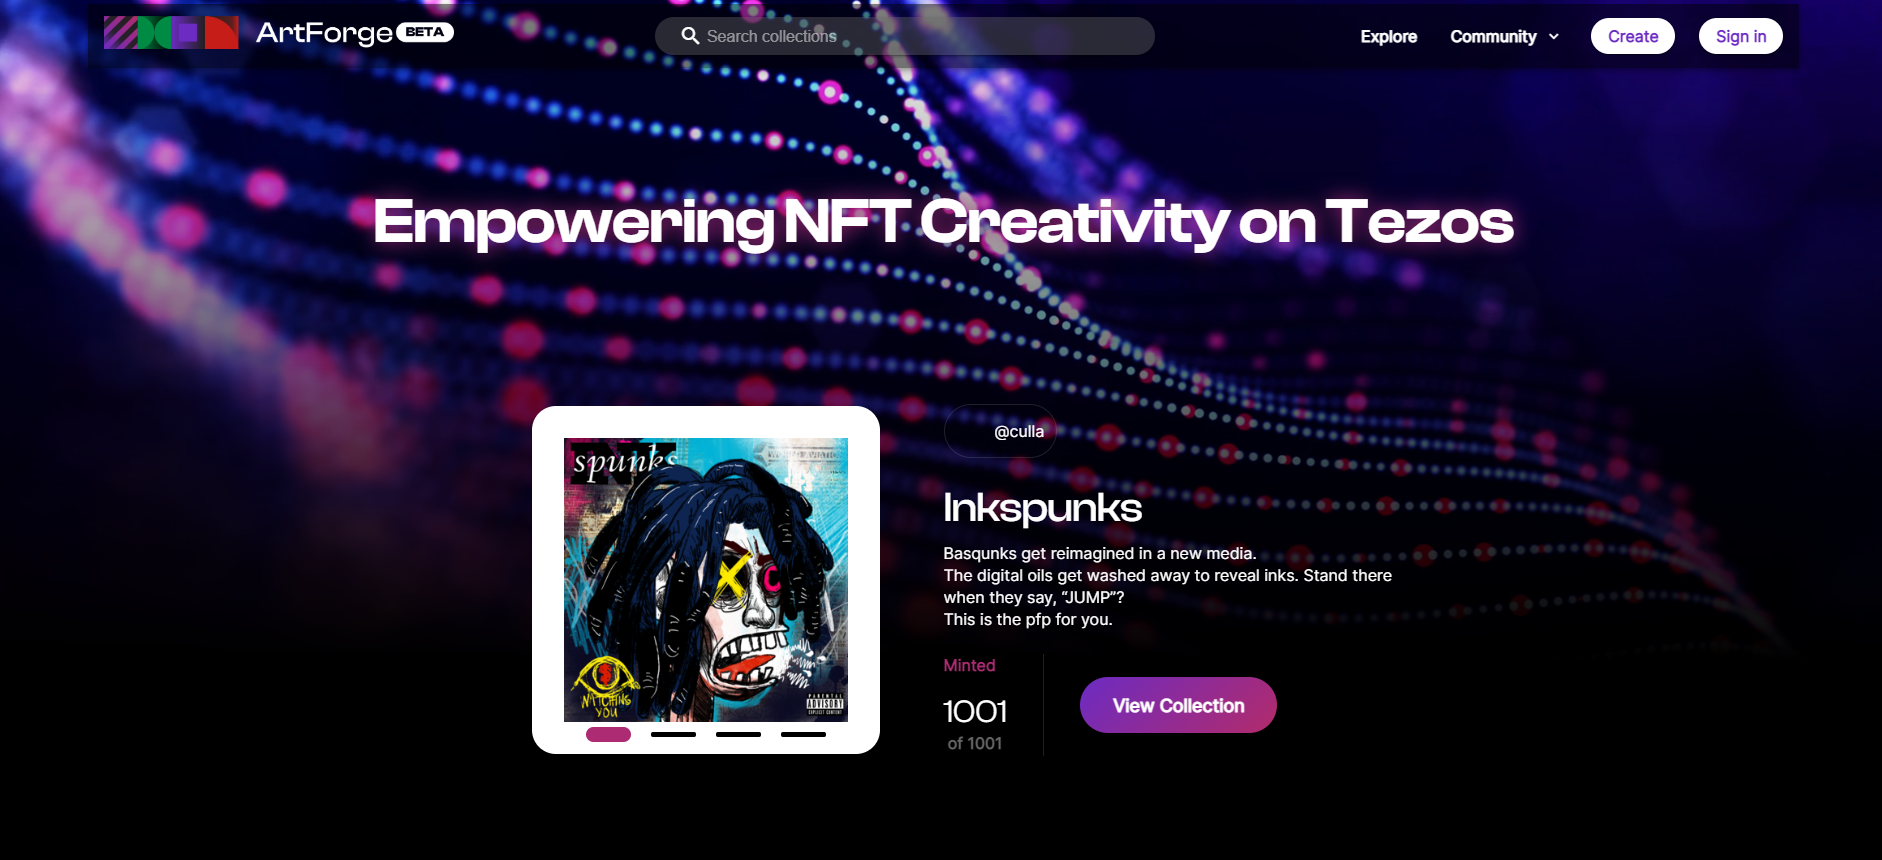 ArtForge BETA
Search collections
Explore
Community
Create
Sign in
Empowering NFT Creativity on Tezos
spunks
WATCHING
YOU
PARENTAL
ADVISORY
EXPLICIT CONTENT
@culla
Inkspunks
Basqunks get reimagined in a new media.
The digital oils get washed away to reveal inks. Stand there
when they say, “JUMP”?
This is the pfp for you.
Minted
1001
of 1001
View Collection